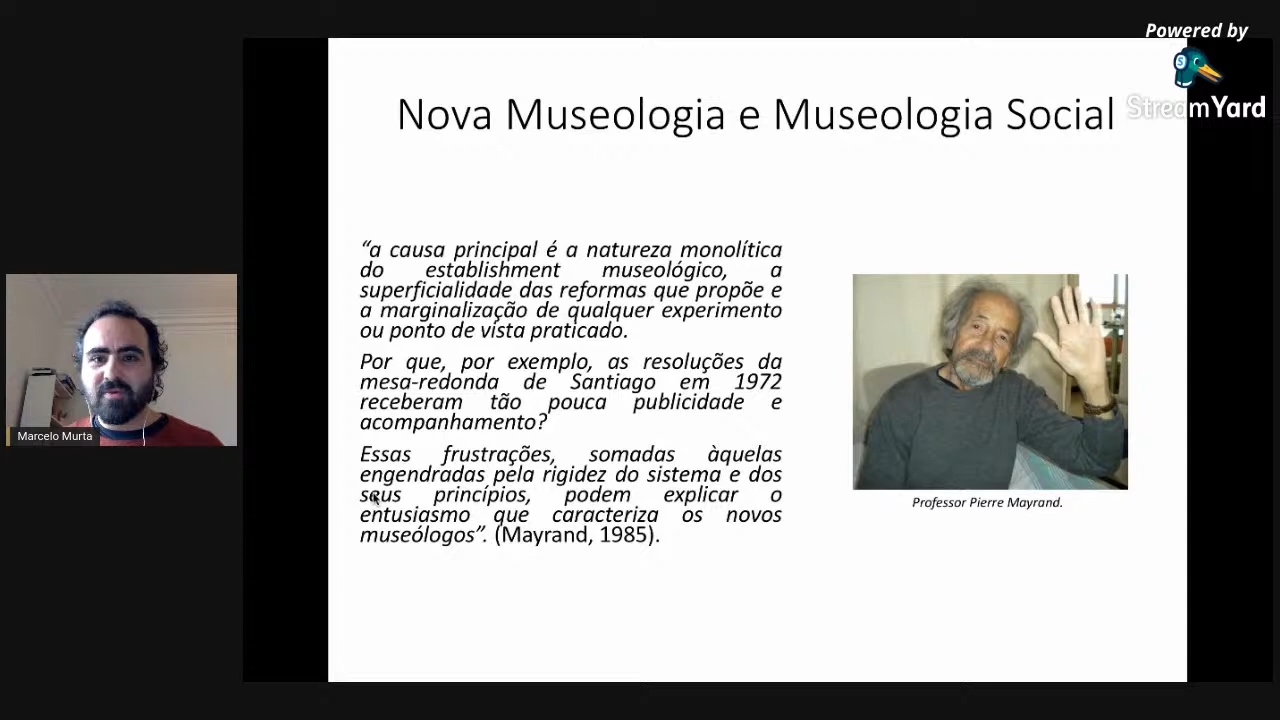 Powered by
StreamYard
Nova Museologia e Museologia Social
“a causa principal é a natureza monolítica
do establishment museológico, a
superficialidade das reformas que propõe e
a marginalização de qualquer experimento
ou ponto de vista praticado.
Por que, por exemplo, as resoluções da
mesa-redonda de Santiago em 1972
receberam tão pouca publicidade e
acompanhamento?
Essas frustrações, somadas àquelas
engendradas pela rigidez do sistema e dos
seus princípios, podem explicar o
entusiasmo que caracteriza os novos
museólogos”. (Mayrand, 1985).
Professor Pierre Mayrand.
Marcelo Murta